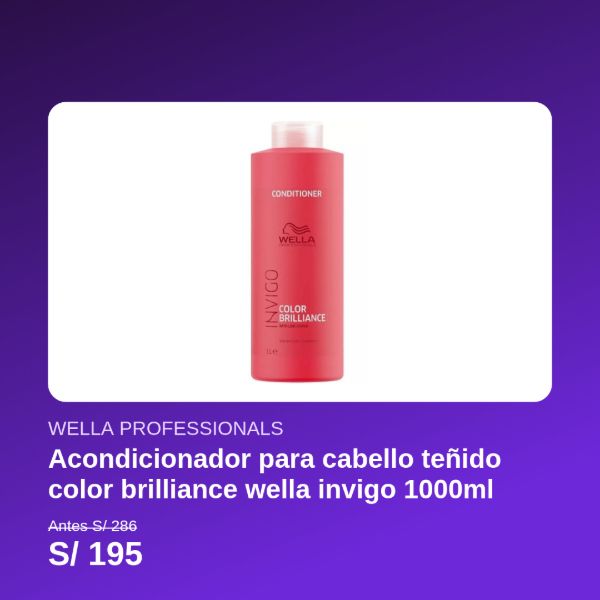 CONDITIONER
WELLA
INVIGO
COLOR
BRILLIANCE
1L℮
WELLA PROFESSIONALS
Acondicionador para cabello teñido
color brilliance wella invigo 1000ml
Antes S/ 286
S/ 195